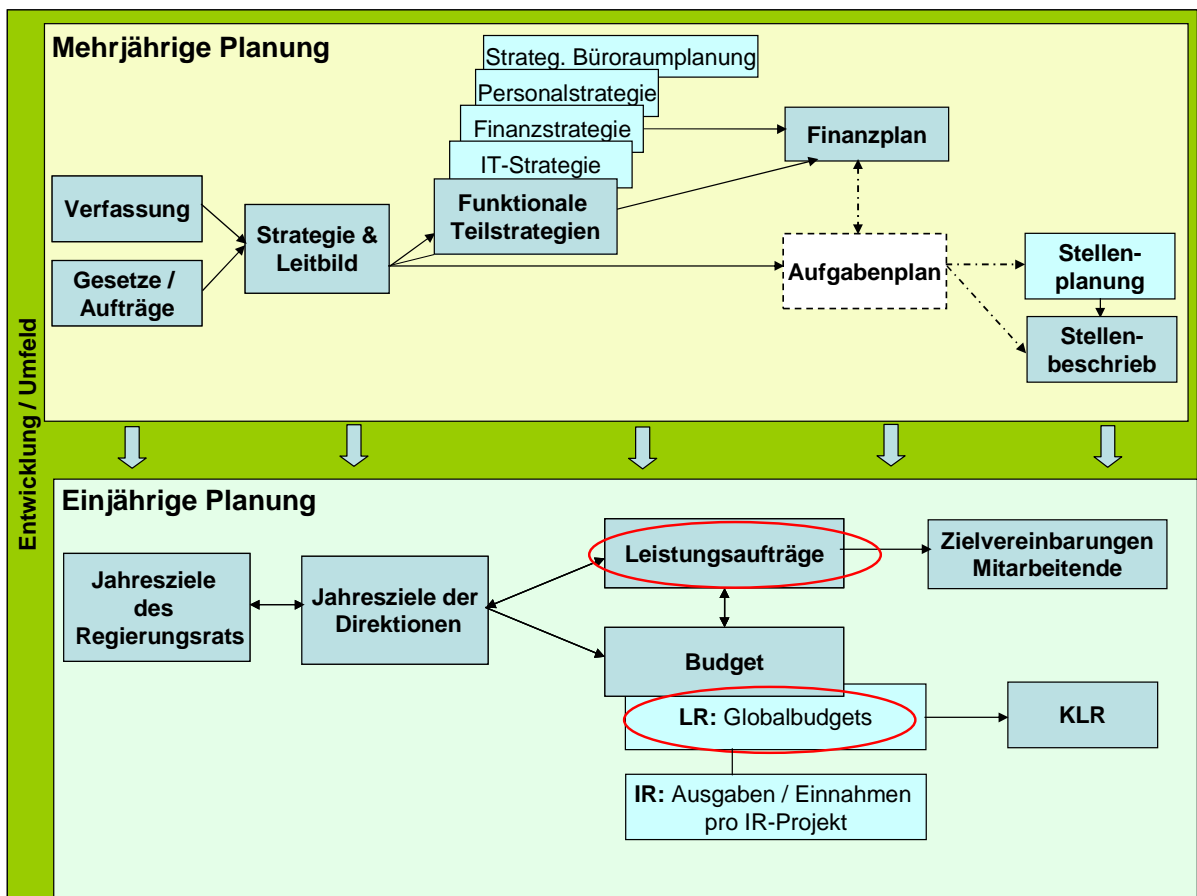 Entwicklung / Umfeld
Mehrjährige Planung
Strateg. Büroraumplanung
Personalstrategie
Finanzstrategie
IT-Strategie
Funktionale
Teilstrategien
Finanzplan
Verfassung
Gesetze /
Aufträge
Strategie &
Leitbild
Aufgabenplan
Stellen-
planung
Stellen-
beschrieb
Einjährige Planung
Jahresziele
des
Regierungsrats
Jahresziele der
Direktionen
Leistungsaufträge
Zielvereinbarungen
Mitarbeitende
Budget
LR: Globalbudgets
KLR
IR: Ausgaben / Einnahmen
pro IR-Projekt